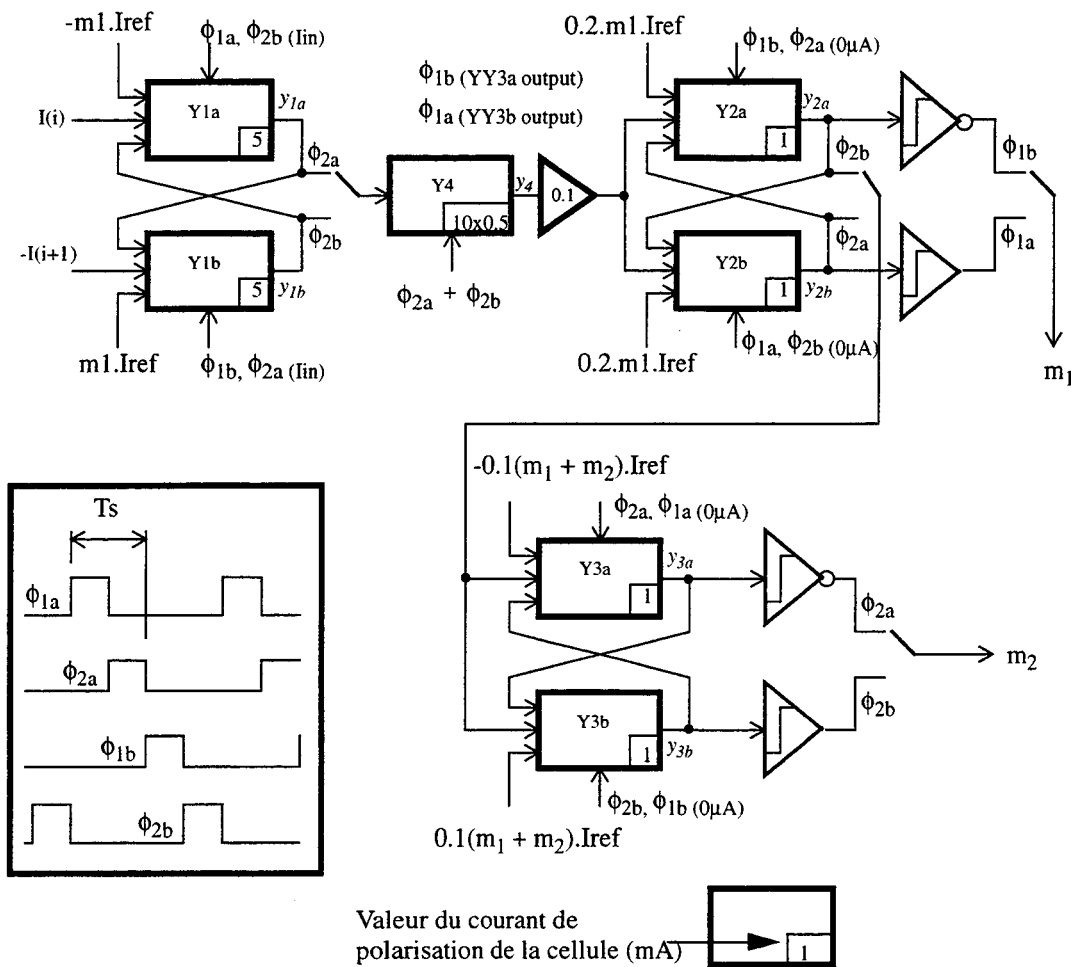 -m1.Iref
ϕ1a, ϕ2b (Iin)
Y1a
y1a
5
I(i)
ϕ2a
ϕ2b
-I(i+1)
Y1b
5
y1b
m1.Iref
ϕ1b, ϕ2a (Iin)
ϕ1b (YY3a output)
ϕ1a (YY3b output)
Y4
y4
10x0.5
0.1
ϕ2a + ϕ2b
0.2.m1.Iref
ϕ1b, ϕ2a (0µA)
Y2a
y2a
1
ϕ2b
ϕ2a
Y2b
1
y2b
0.2.m1.Iref
ϕ1a, ϕ2b (0µA)
ϕ1b
ϕ1a
m1
Ts
ϕ1a
ϕ2a
ϕ1b
ϕ2b
-0.1(m1 + m2).Iref
ϕ2a, ϕ1a (0µA)
Y3a
y3a
1
Y3b
1
y3b
ϕ2b, ϕ1b (0µA)
0.1(m1 + m2).Iref
ϕ2a
ϕ2b
m2
Valeur du courant de
polarisation de la cellule (mA)
1